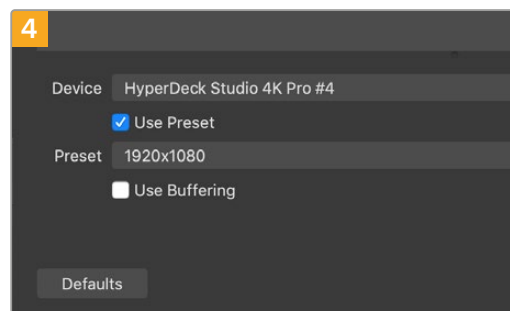 4
Device HyperDeck Studio 4K Pro #4
Use Preset
Preset 1920x1080
Use Buffering
Defaults